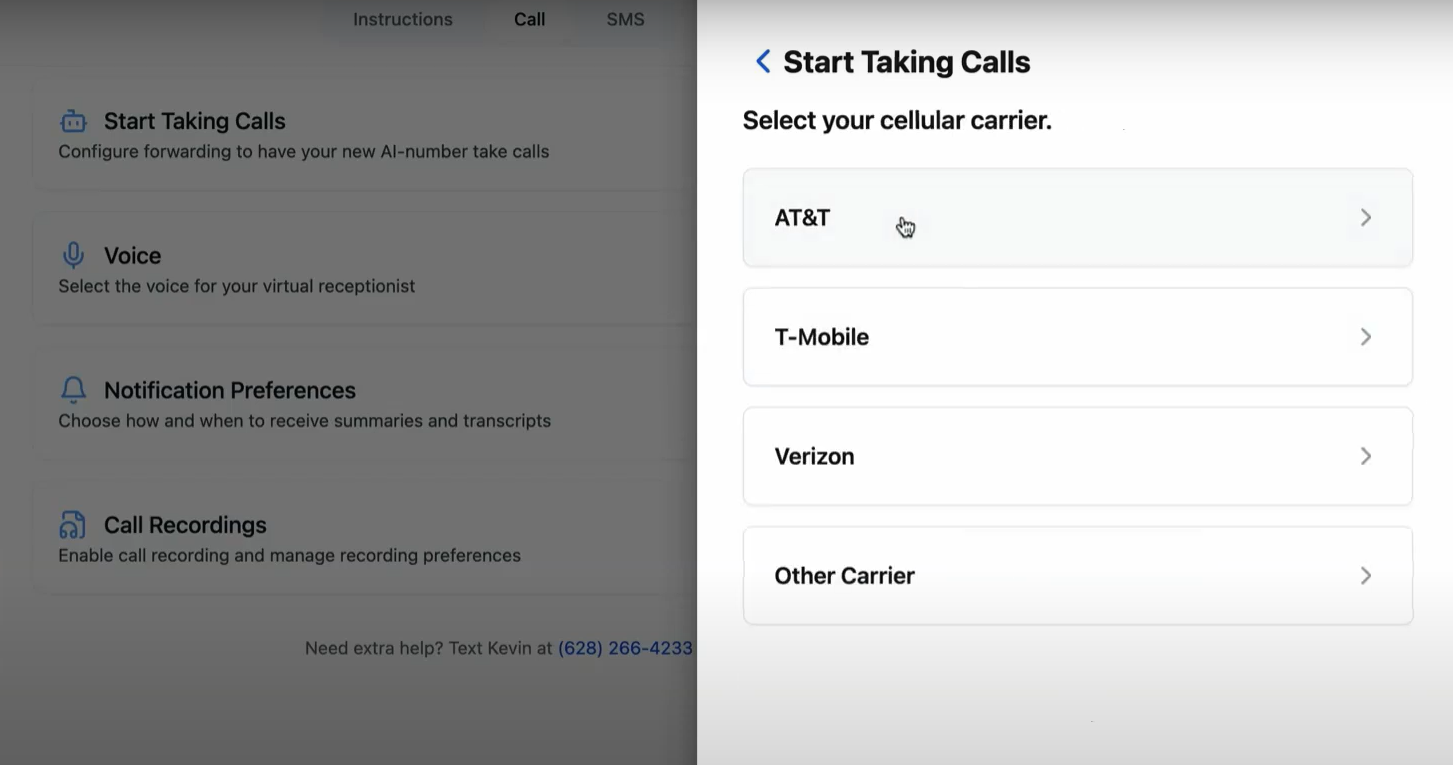 Instructions
Call
SMS
Start Taking Calls
Configure forwarding to have your new AI-number take calls
Voice
Select the voice for your virtual receptionist
Notification Preferences
Choose how and when to receive summaries and transcripts
Call Recordings
Enable call recording and manage recording preferences
Need extra help? Text Kevin at (628) 266-4233
Start Taking Calls
Select your cellular carrier.
AT&T
T-Mobile
Verizon
Other Carrier